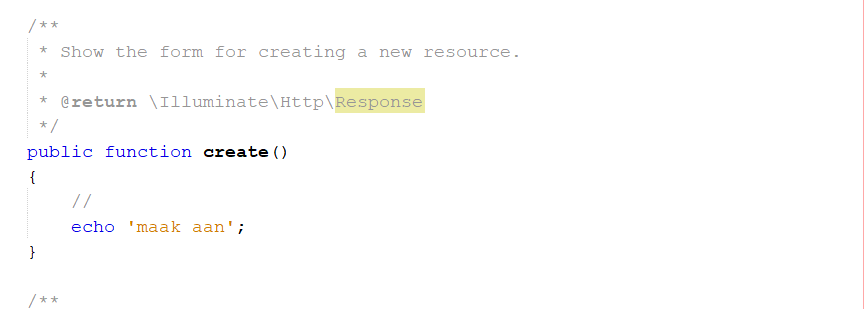 /**
 * Show the form for creating a new resource.
 *
 * @return \Illuminate\Http\Response
 */
public function create()
{
    //
    echo 'maak aan';
}

/**